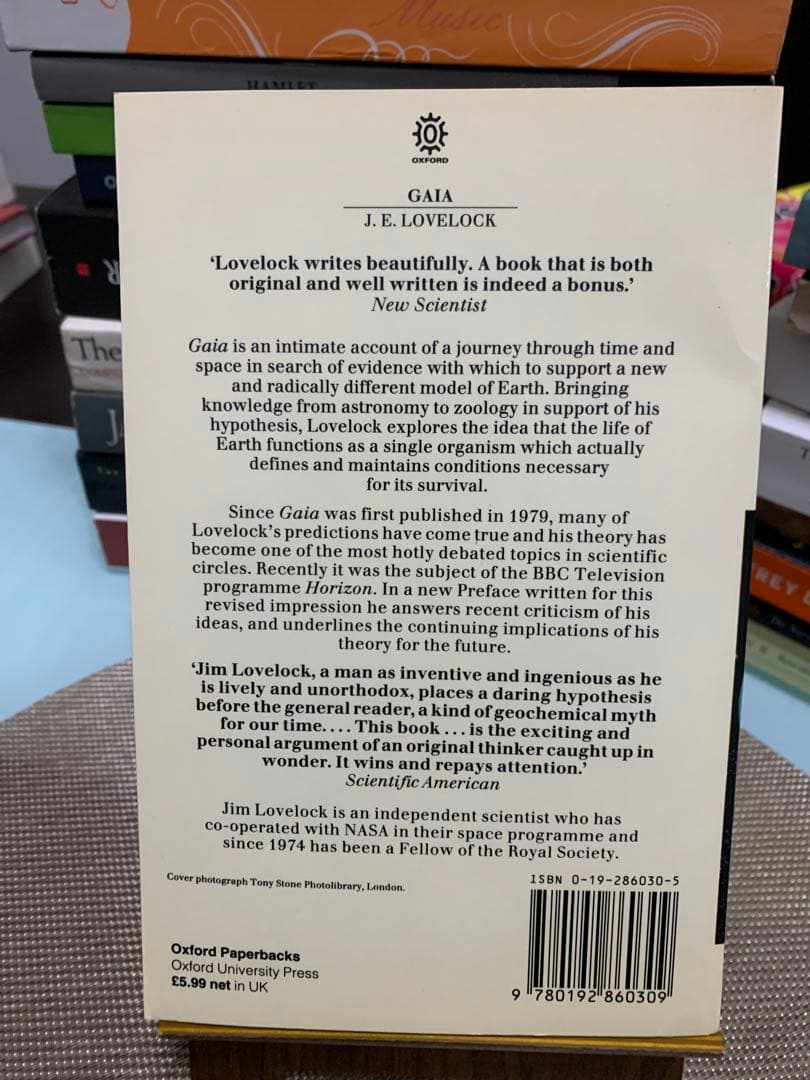 Music
HAMLET
The
OXFORD
GAIA
J. E. LOVELOCK
‘Lovelock writes beautifully. A book that is both
original and well written is indeed a bonus.’
New Scientist
Gaia is an intimate account of a journey through time and
space in search of evidence with which to support a new
and radically different model of Earth. Bringing
knowledge from astronomy to zoology in support of his
hypothesis, Lovelock explores the idea that the life of
Earth functions as a single organism which actually
defines and maintains conditions necessary
for its survival.
Since Gaia was first published in 1979, many of
Lovelock's predictions have come true and his theory has
become one of the most hotly debated topics in scientific
circles. Recently it was the subject of the BBC Television
programme Horizon. In a new Preface written for this
revised impression he answers recent criticism of his
ideas, and underlines the continuing implications of his
theory for the future.
‘Jim Lovelock, a man as inventive and ingenious as he
is lively and unorthodox, places a daring hypothesis
before the general reader, a kind of geochemical myth
for our time.... This book ... is the exciting and
personal argument of an original thinker caught up in
wonder. It wins and repays attention.’
Scientific American
Jim Lovelock is an independent scientist who has
co-operated with NASA in their space programme and
since 1974 has been a Fellow of the Royal Society.
Cover photograph Tony Stone Photolibrary, London.
ISBN 0-19-286030-5
Oxford Paperbacks
Oxford University Press
£5.99 net in UK
9 780192 860309